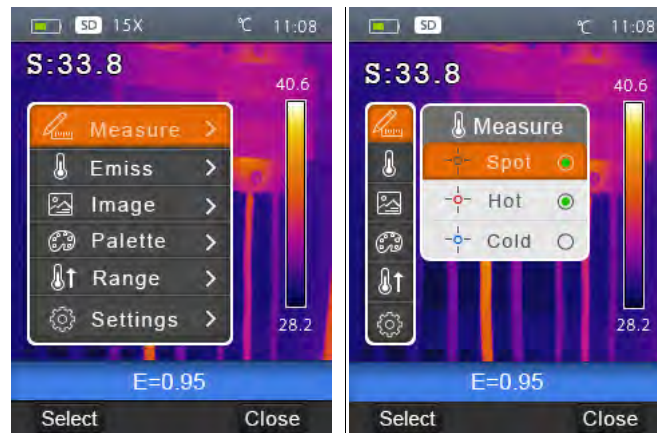 SD 15X ℃ 11:08
S:33.8
40.6
Measure >
Emiss >
Image >
Palette >
Range >
Settings >
28.2
E=0.95
Select Close
SD ℃ 11:08
S:33.8
40.6
Measure
Spot
Hot
Cold
28.2
E=0.95
Select Close